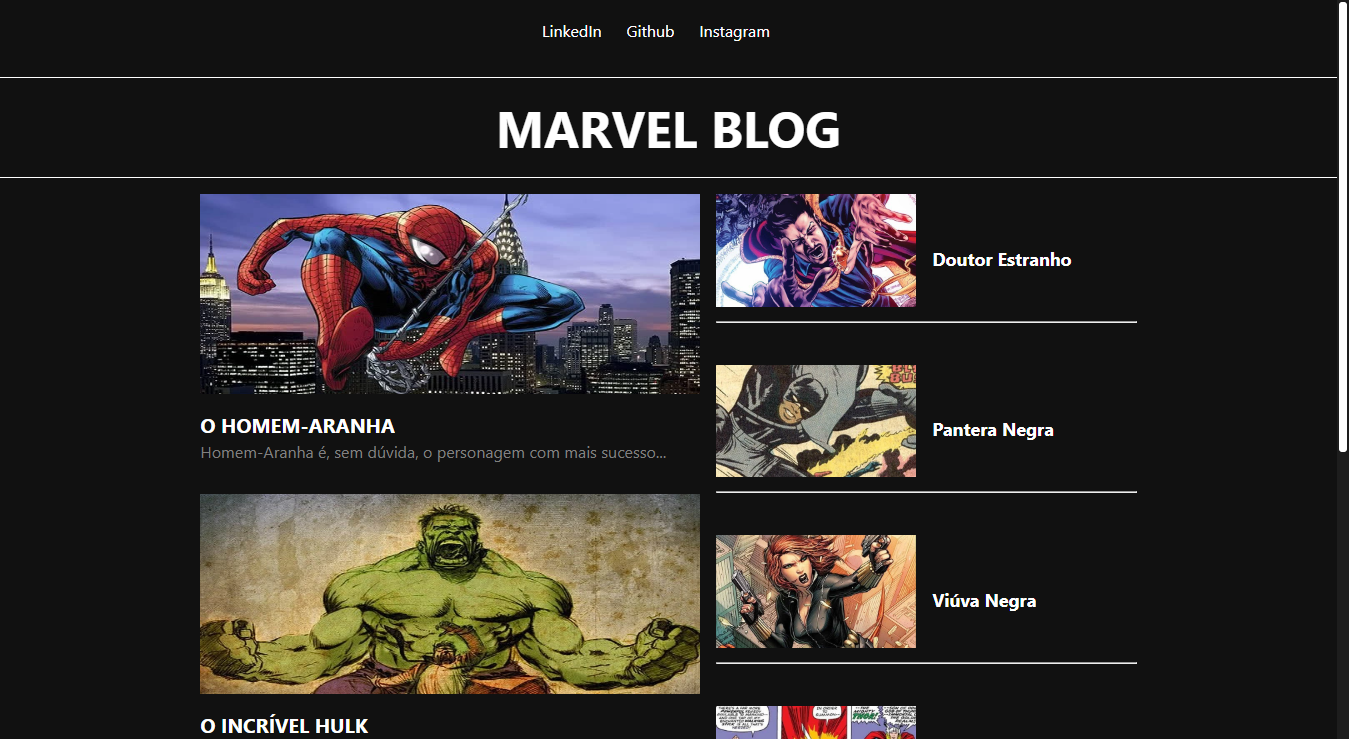 LinkedIn Github Instagram
MARVEL BLOG
O HOMEM-ARANHA
Homem-Aranha é, sem dúvida, o personagem com mais sucesso...
O INCRÍVEL HULK
Doutor Estranho
Pantera Negra
Viúva Negra